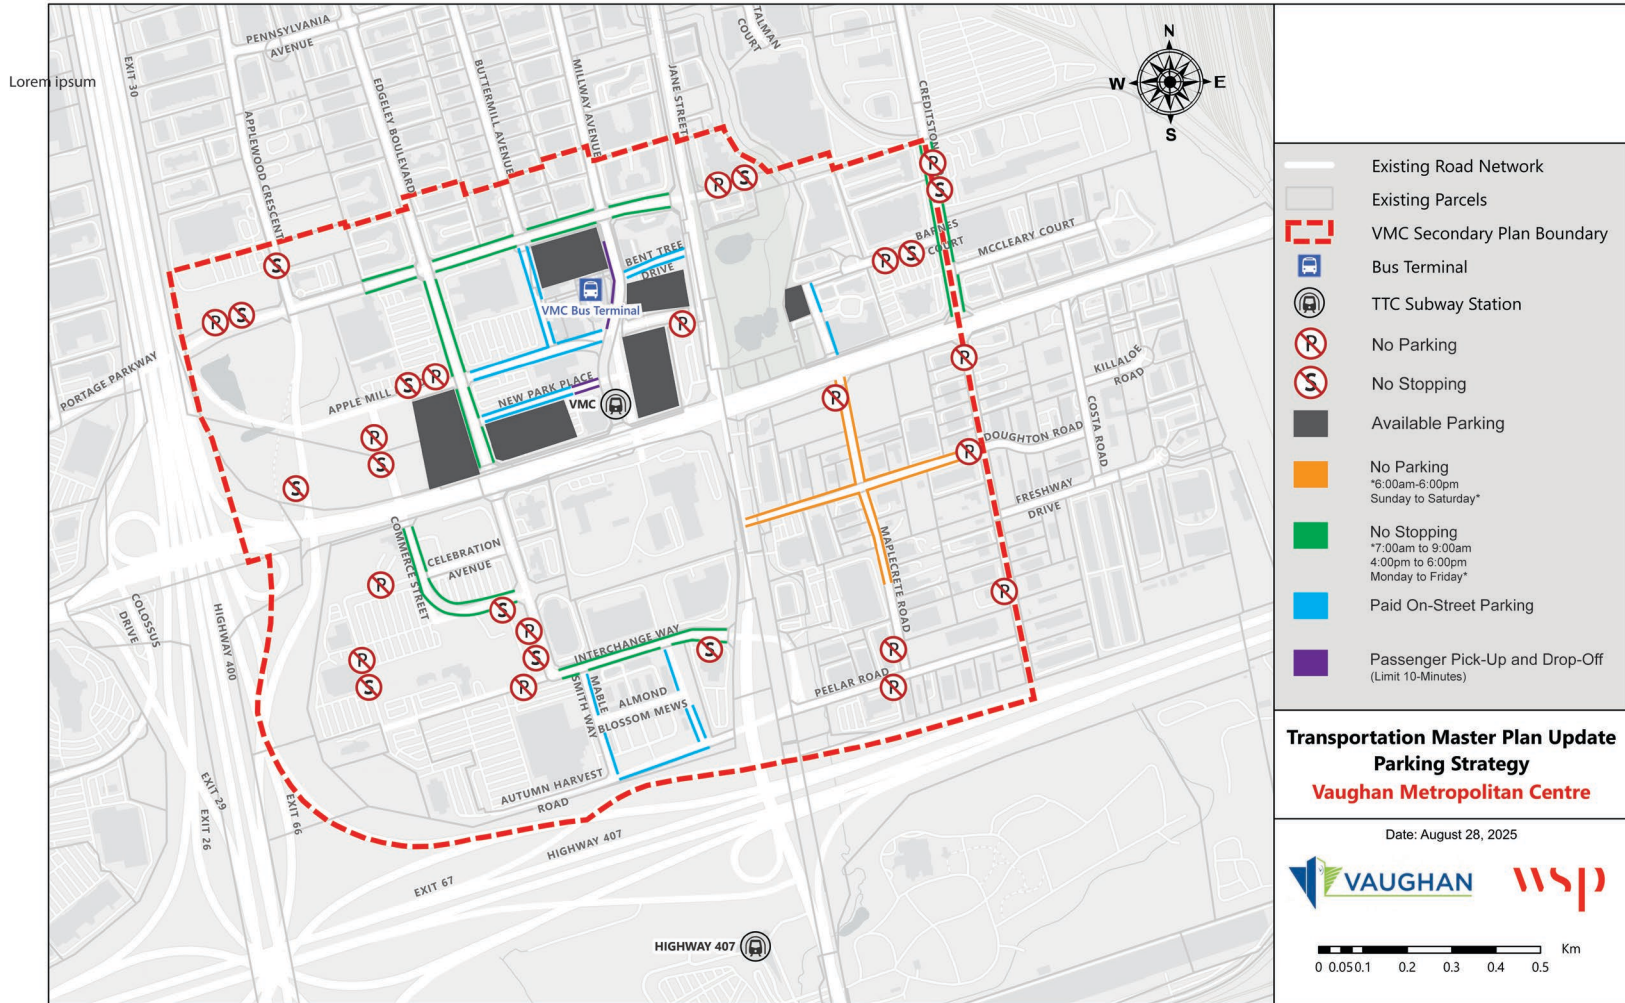 Lorem ipsum
PENNSYLVANIA
AVENUE
EXIT 30
APPLEWOOD CRESCENT
EDGELEY BOULEVARD
BUTTERMILL AVENUE
MILLWAY AVENUE
JANE STREET
TALMAN
COURT
CREDITSTON
N
W
E
S
BARNES
COURT
MCCLEARY COURT
BENT TREE
DRIVE
VMC Bus Terminal
PORTAGE PARKWAY
APPLE MILL
NEW PARK PLACE
VMC
KILLALOE
ROAD
COSTA ROAD
DOUGHTON ROAD
FRESHWAY
DRIVE
MAPLECRETE ROAD
COMMERCE STREET
CELEBRATION
AVENUE
INTERCHANGE WAY
MABLE
SMITH WAY
ALMOND
BLOSSOM MEWS
PEELAR ROAD
AUTUMN HARVEST
ROAD
COLOSSUS
DRIVE
HIGHWAY 400
EXIT 29
EXIT 26
EXIT 66
HIGHWAY 407
EXIT 67
HIGHWAY 407
Existing Road Network
Existing Parcels
VMC Secondary Plan Boundary
Bus Terminal
TTC Subway Station
P No Parking
S No Stopping
Available Parking
No Parking
*6:00am-6:00pm
Sunday to Saturday*
No Stopping
*7:00am to 9:00am
4:00pm to 6:00pm
Monday to Friday*
Paid On-Street Parking
Passenger Pick-Up and Drop-Off
(Limit 10-Minutes)
Transportation Master Plan Update
Parking Strategy
Vaughan Metropolitan Centre
Date: August 28, 2025
VAUGHAN
wsp
Km
0 0.05 0.1 0.2 0.3 0.4 0.5